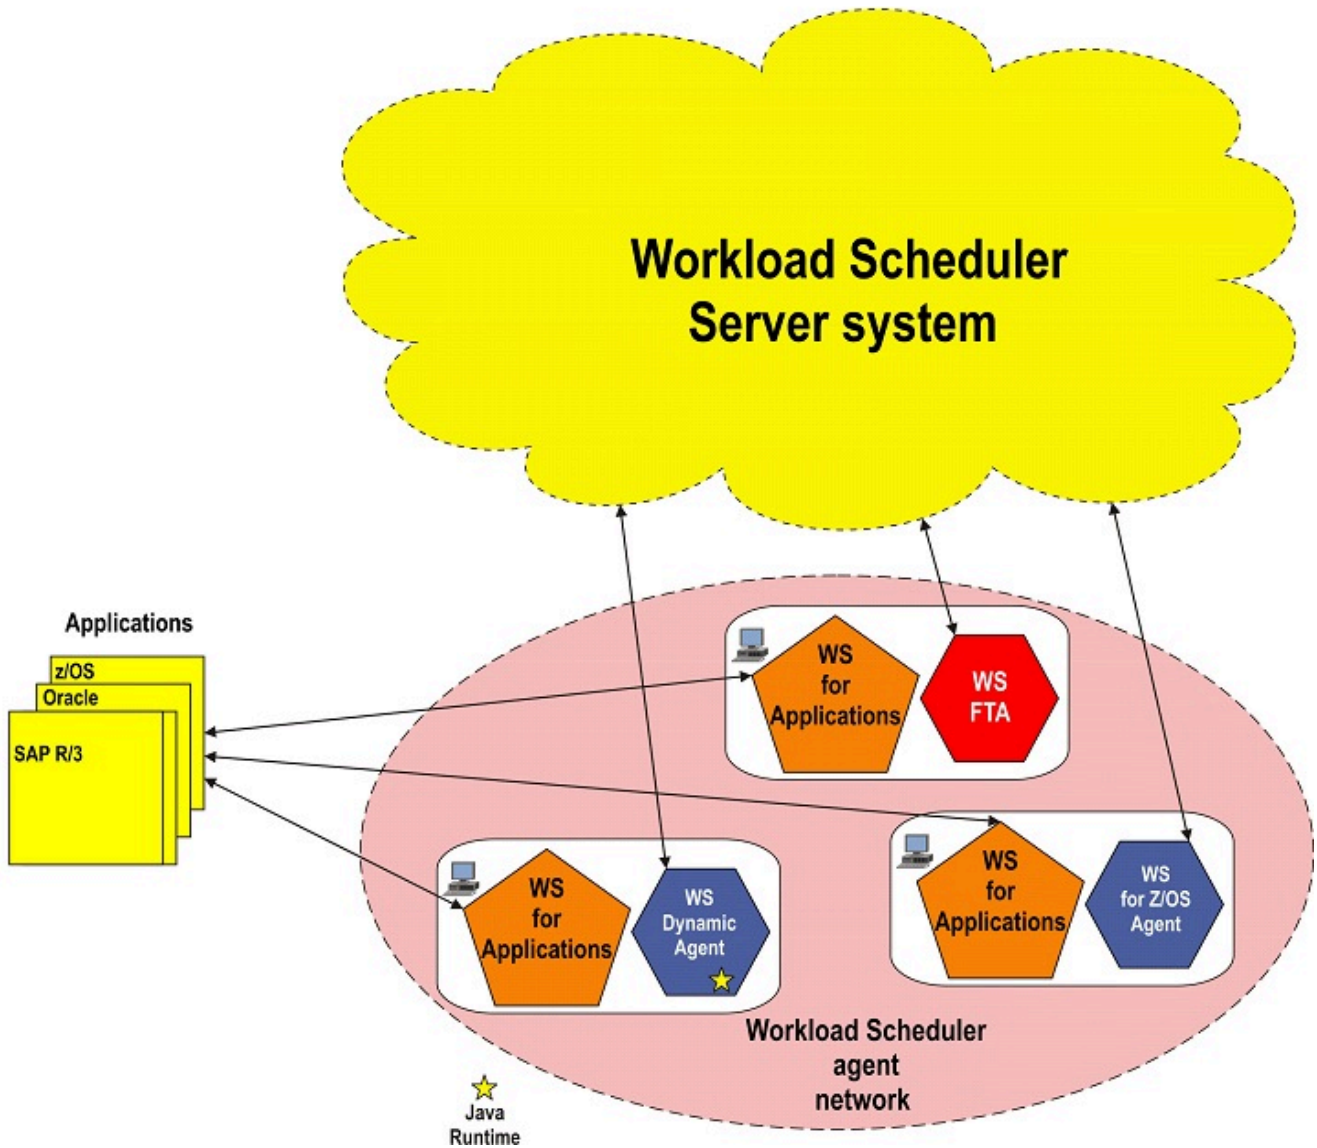 Workload Scheduler
Server system
Applications
z/OS
Oracle
SAP R/3
WS
for
Applications
WS
FTA
WS
for
Applications
WS
Dynamic
Agent
WS
for
Applications
WS
for Z/OS
Agent
Workload Scheduler
agent
network
Java
Runtime